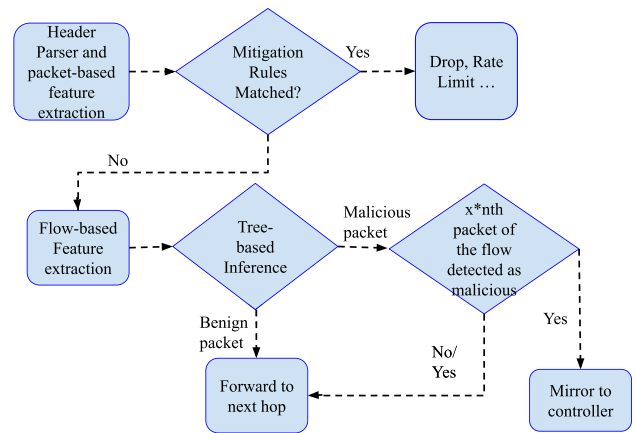 Header
Parser and
packet-based
feature
extraction
Mitigation
Rules
Matched?
Yes
Drop, Rate
Limit ...
No
Flow-based
Feature
extraction
Tree-
based
Inference
Malicious
packet
x*nth
packet of
the flow
detected as
malicious
Benign
packet
No/
Yes
Yes
Forward to
next hop
Mirror to
controller